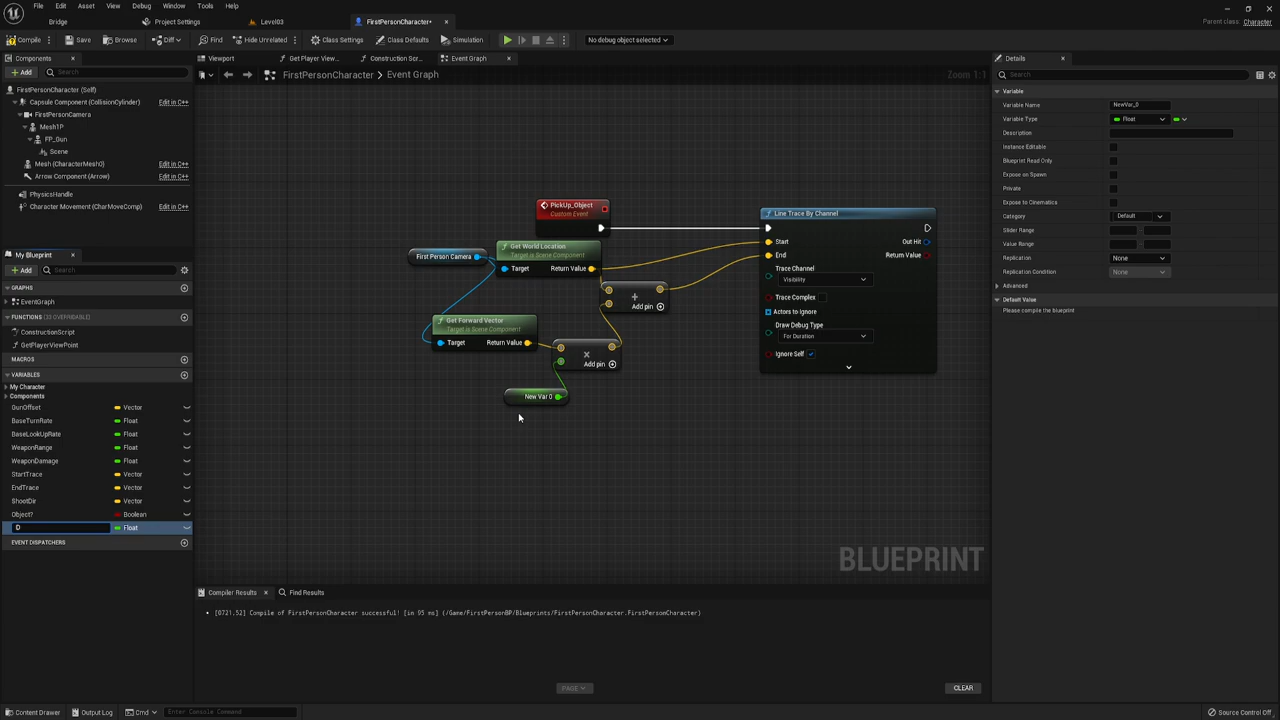 File Edit Asset View Debug Window Tools Help
Parent class: Character
Bridge Project Settings Level03 FirstPersonCharacter•
Compile Save Browse Diff Find Hide Unrelated Class Settings Class Defaults Simulation No debug object selected
Components
Add Search
FirstPersonCharacter (Self)
Capsule Component (CollisionCylinder) Edit in C++
FirstPersonCamera
Mesh1P
FP_Gun
Scene
Mesh (CharacterMesh0) Edit in C++
Arrow Component (Arrow) Edit in C++
PhysicsHandle
Character Movement (CharMoveComp) Edit in C++
My Blueprint
Add Search
GRAPHS
EventGraph
FUNCTIONS (33 OVERRIDABLE)
ConstructionScript
GetPlayerViewPoint
MACROS
VARIABLES
My Character
Components
GunOffset Vector
BaseTurnRate Float
BaseLookUpRate Float
WeaponRange Float
WeaponDamage Float
StartTrace Vector
EndTrace Vector
ShootDir Vector
Object? Boolean
D Float
EVENT DISPATCHERS
Viewport Get Player View... Construction Scr... Event Graph
FirstPersonCharacter > Event Graph Zoom 1:1
PickUp_Object
Custom Event
First Person Camera
Get World Location
Target is Scene Component
Target Return Value
Add pin
Get Forward Vector
Target is Scene Component
Target Return Value
Add pin
New Var 0
Line Trace By Channel
Start Out Hit
End Return Value
Trace Channel
Visibility
Trace Complex
Actors to Ignore
Draw Debug Type
For Duration
Ignore Self
BLUEPRINT
Compiler Results Find Results
• [0721,52] Compile of FirstPersonCharacter successful! [in 95 ms] (/Game/FirstPersonBP/Blueprints/FirstPersonCharacter.FirstPersonCharacter)
PAGE CLEAR
Details
Search
Variable
Variable Name NewVar_0
Variable Type Float
Description
Instance Editable
Blueprint Read Only
Expose on Spawn
Private
Expose to Cinematics
Category Default
Slider Range
Value Range
Replication None
Replication Condition None
Advanced
Default Value
Please compile the blueprint
Content Drawer Output Log Cmd Enter Console Command Source Control Off